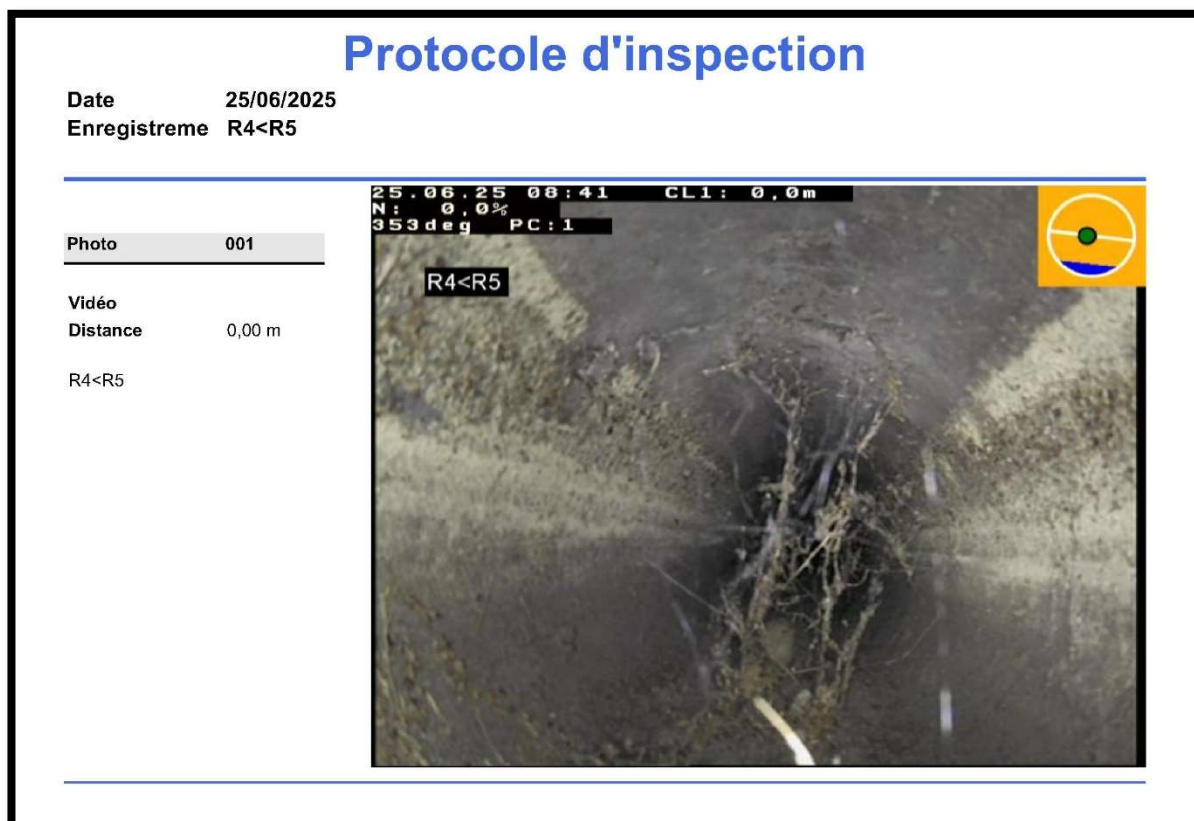 Protocole d'inspection
Date 25/06/2025
Enregistreme R4<R5
25.06.25 08:41 CL1: 0,0m
N: 0,0%
353deg PC:1
Photo 001
R4<R5
Vidéo
Distance 0,00 m
R4<R5